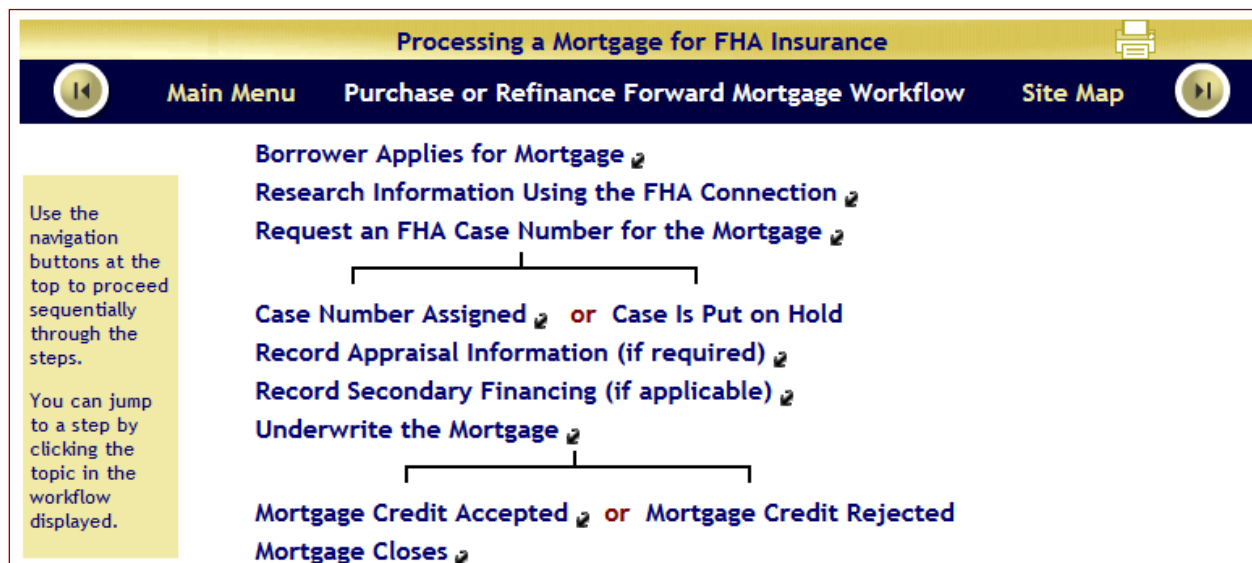 Processing a Mortgage for FHA Insurance
Main Menu Purchase or Refinance Forward Mortgage Workflow Site Map
Borrower Applies for Mortgage
Research Information Using the FHA Connection
Request an FHA Case Number for the Mortgage
Case Number Assigned or Case Is Put on Hold
Record Appraisal Information (if required)
Record Secondary Financing (if applicable)
Underwrite the Mortgage
Mortgage Credit Accepted or Mortgage Credit Rejected
Mortgage Closes
Use the
navigation
buttons at the
top to proceed
sequentially
through the
steps.
You can jump
to a step by
clicking the
topic in the
workflow
displayed.